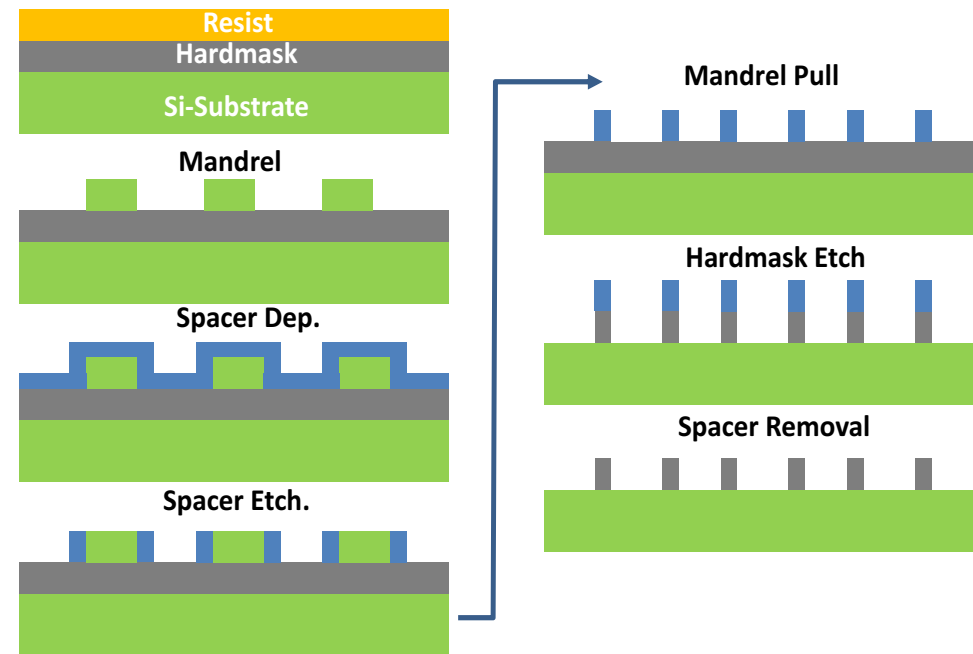 Resist
Hardmask
Si-Substrate
Mandrel
Spacer Dep.
Spacer Etch.
Mandrel Pull
Hardmask Etch
Spacer Removal